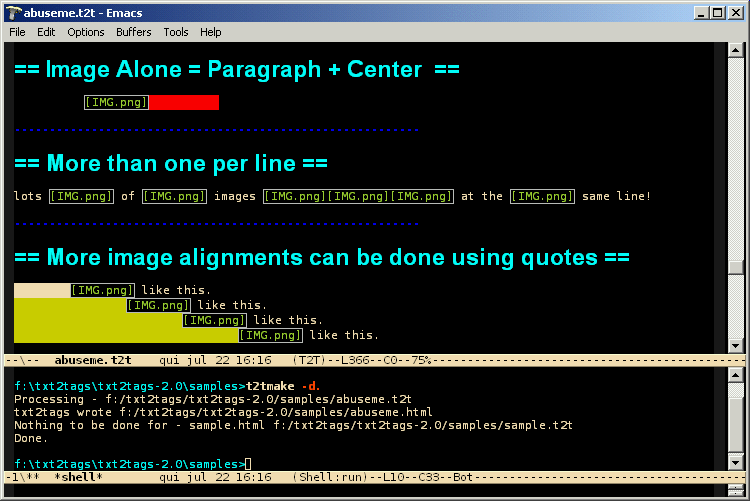 abuseme.t2t - Emacs
File Edit Options Buffers Tools Help
== Image Alone = Paragraph + Center ==
[IMG.png]
--------------------------------------------------
== More than one per line ==
lots [IMG.png] of [IMG.png] images [IMG.png][IMG.png][IMG.png] at the [IMG.png] same line!
--------------------------------------------------
== More image alignments can be done using quotes ==
[IMG.png] like this.
[IMG.png] like this.
[IMG.png] like this.
[IMG.png] like this.
--\-- abuseme.t2t qui jul 22 16:16 (T2T)--L366--C0--75%--------------------
f:\txt2tags\txt2tags-2.0\samples>t2tmake -d.
Processing - f:/txt2tags/txt2tags-2.0/samples/abuseme.t2t
txt2tags wrote f:/txt2tags/txt2tags-2.0/samples/abuseme.html
Nothing to be done for - sample.html f:/txt2tags/txt2tags-2.0/samples/sample.t2t
Done.
f:\txt2tags\txt2tags-2.0\samples>
-1\** *shell* qui jul 22 16:16 (Shell:run)--L10--C33--Bot--------------------